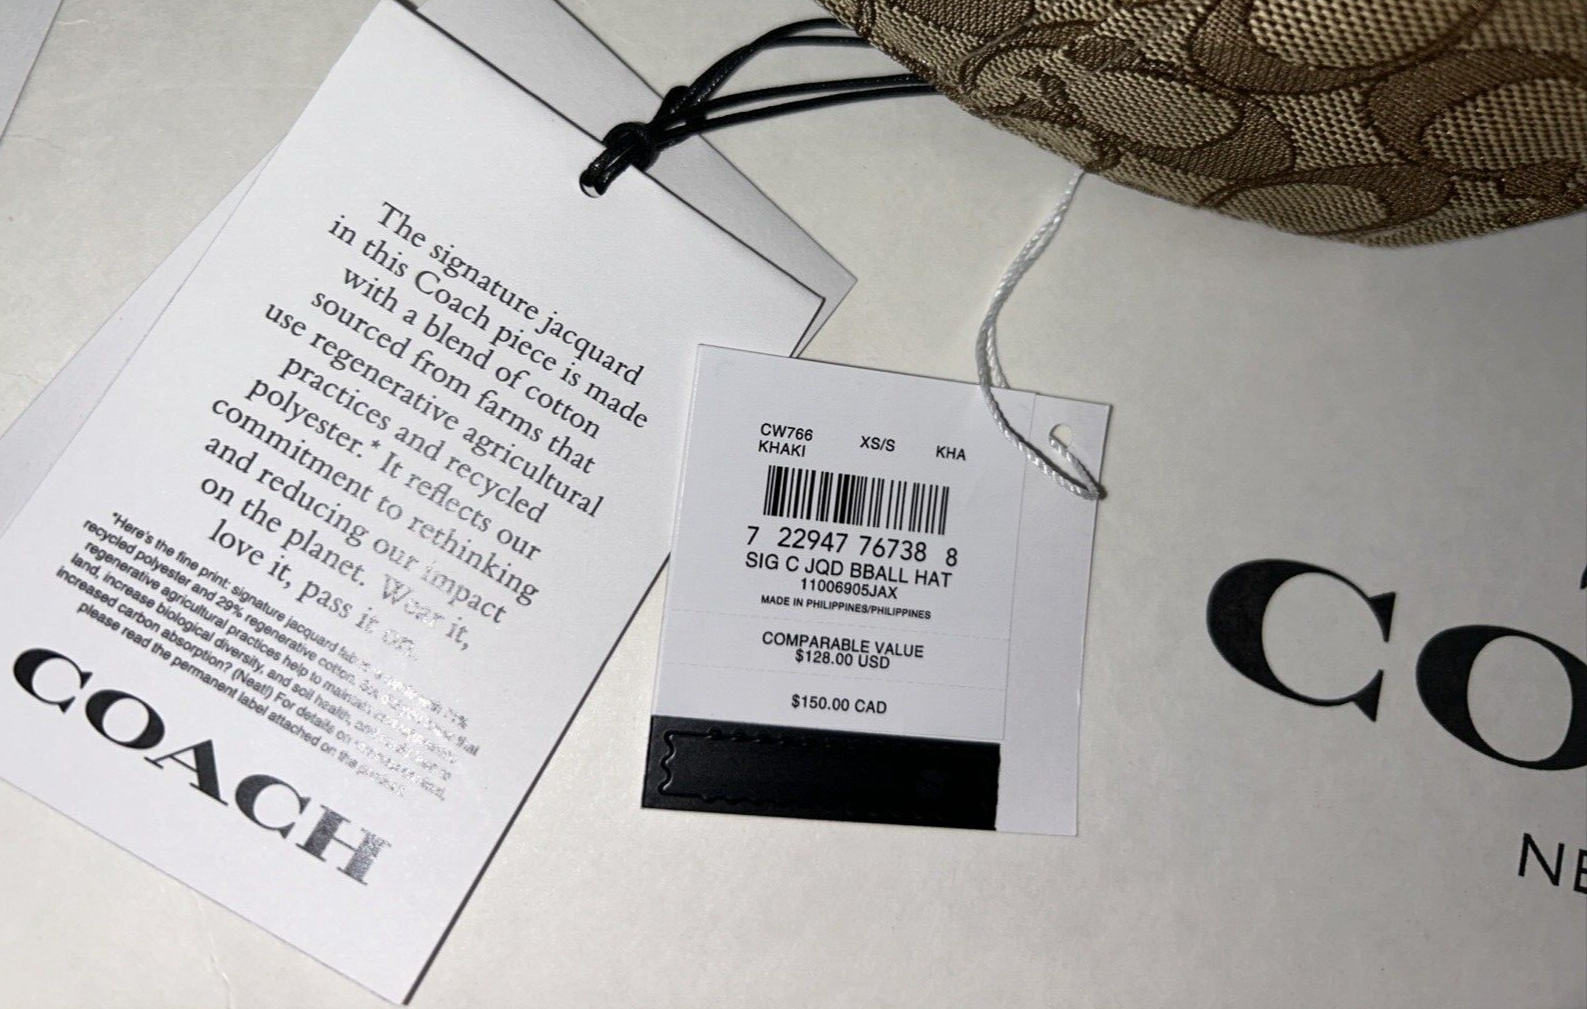 The signature jacquard
in this Coach piece is made
with a blend of cotton
sourced from farms that
use regenerative agricultural
practices and recycled
polyester.* It reflects our
commitment to rethinking
and reducing our impact
on the planet. Wear it,
love it, pass it on.
*Here's the fine print: signature jacquard
recycled polyester and 29% regenerative cotton.
regenerative agricultural practices help to maintain
land, increase biological diversity, and soil health,
increased carbon absorption? (Neat!) For details on
please read the permanent label attached on the
COACH
CW766 XS/S KHA
KHAKI
7 22947 76738 8
SIG C JQD BBALL HAT
11006905JAX
MADE IN PHILIPPINES/PHILIPPINES
COMPARABLE VALUE
$128.00 USD
$150.00 CAD
CO
NE